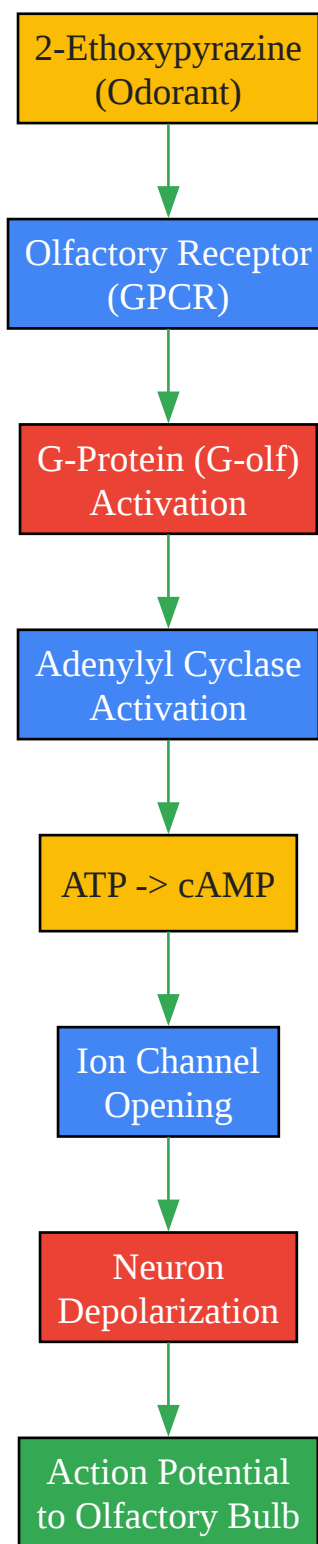 2-Ethoxypyrazine
(Odorant)
Olfactory Receptor
(GPCR)
G-Protein (G-olf)
Activation
Adenylyl Cyclase
Activation
ATP -> cAMP
Ion Channel
Opening
Neuron
Depolarization
Action Potential
to Olfactory Bulb